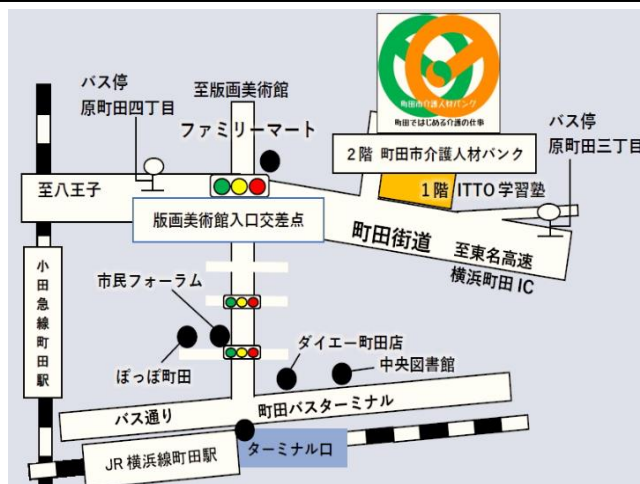 町田市介護人材バンク
町田ではじめる介護の仕事
バス停
原町田四丁目
至版画美術館
ファミリーマート
2階 町田市介護人材バンク
バス停
原町田三丁目
至八王子
1階 ITTO学習塾
版画美術館入口交差点
町田街道
至東名高速
横浜町田IC
小田急線町田駅
市民フォーラム
ぽっぽ町田
ダイエー町田店
中央図書館
バス通り
町田バスターミナル
JR横浜線町田駅
ターミナル口